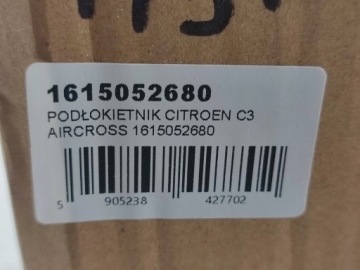 1615052680
PODŁOKIETNIK CITROEN C3
AIRCROSS 1615052680
5 905238 427702